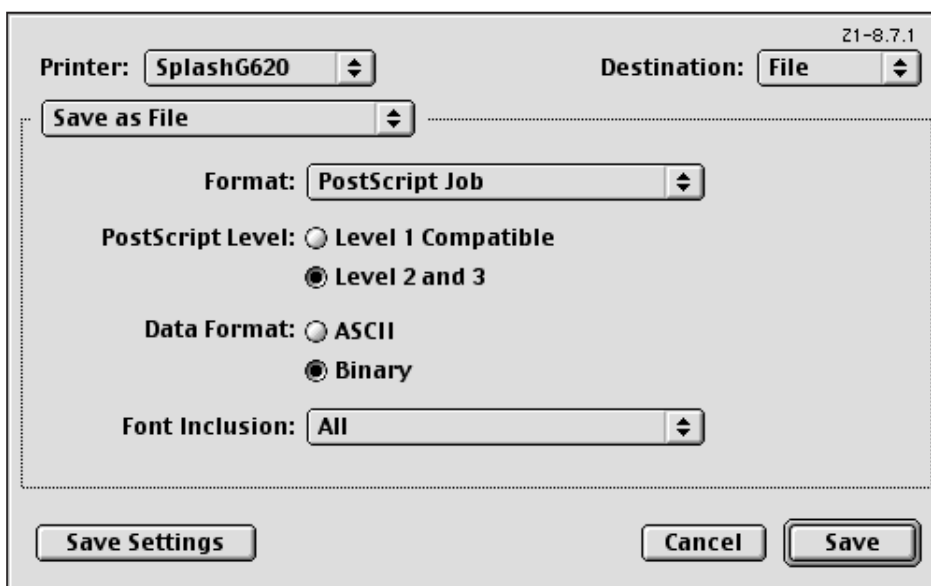 Z1-8.7.1
Printer: SplashG620 Destination: File
Save as File
Format: PostScript Job
PostScript Level: Level 1 Compatible
Level 2 and 3
Data Format: ASCII
Binary
Font Inclusion: All
Save Settings Cancel Save